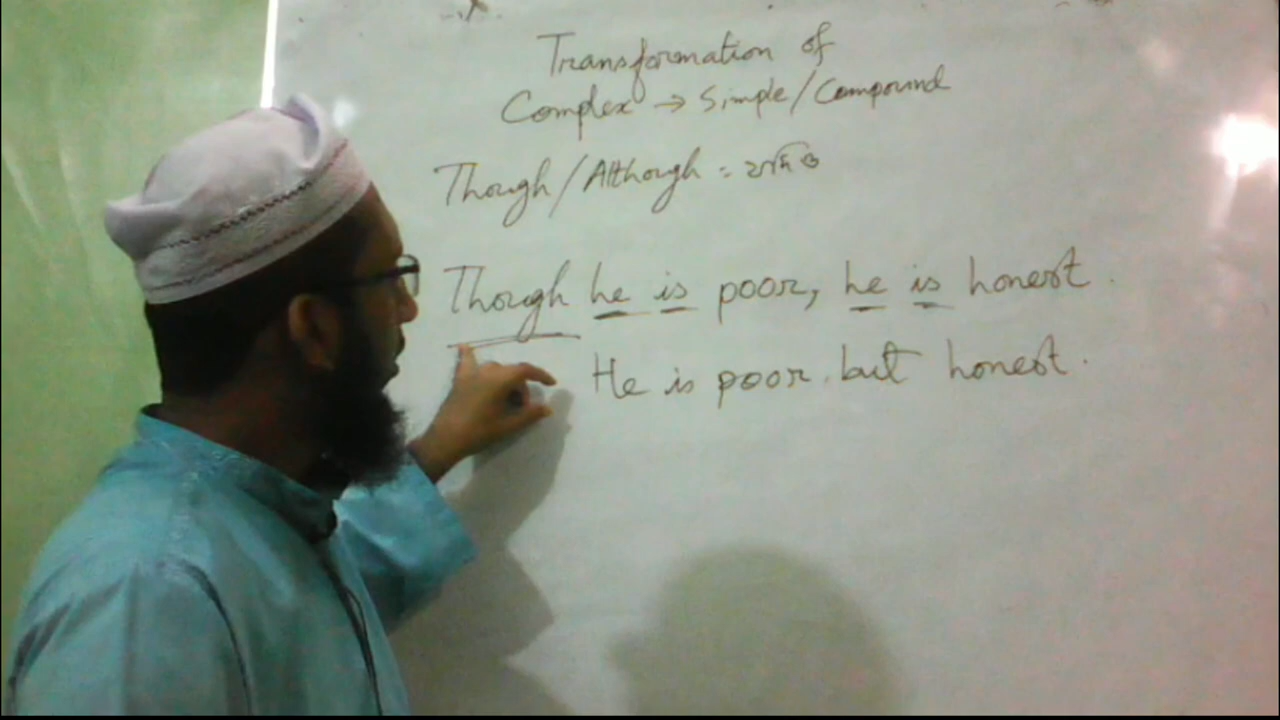 Transformation of
Complex → Simple/Compound
Though/Although = যদিও
Though he is poor, he is honest.
He is poor but honest.